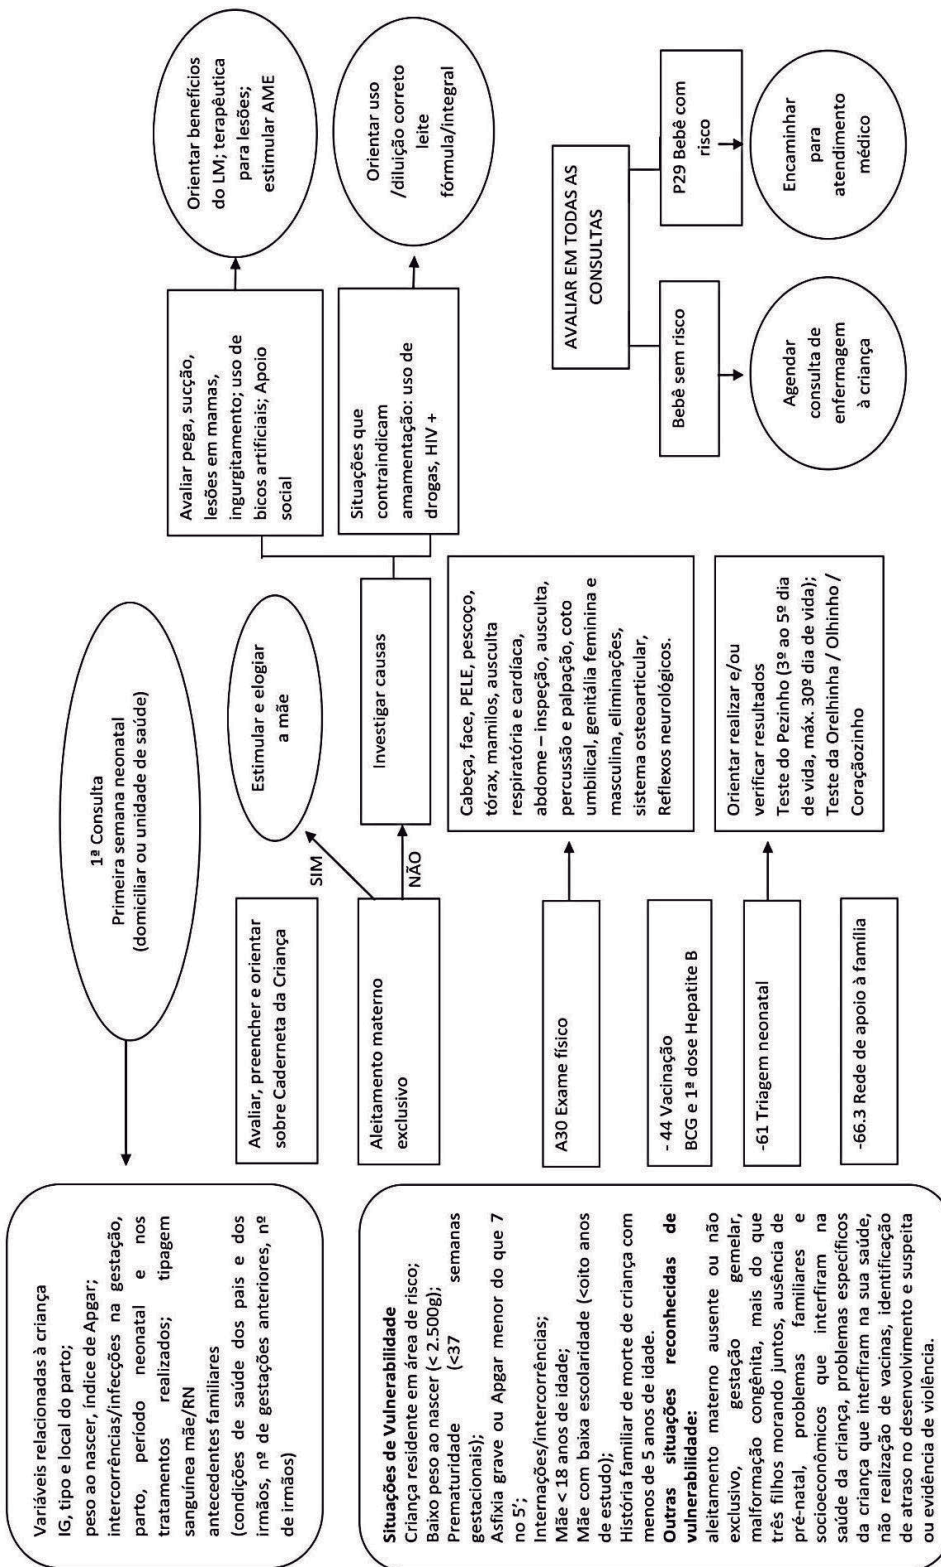 1ª Consulta
Primeira semana neonatal
(domiciliar ou unidade de saúde)
Variáveis relacionadas à criança
IG, tipo e local do parto;
peso ao nascer, índice de Apgar;
intercorrências/infecções na gestação,
parto, período neonatal e nos
tratamentos realizados; tipagem
sanguínea mãe/RN
antecedentes familiares
(condições de saúde dos pais e dos
irmãos, nº de gestações anteriores, nº
de irmãos)
Situações de Vulnerabilidade
Criança residente em área de risco;
Baixo peso ao nascer (< 2.500g);
Prematuridade (<37 semanas
gestacionais);
Asfixia grave ou Apgar menor do que 7
no 5';
Internações/intercorrências;
Mãe < 18 anos de idade;
Mãe com baixa escolaridade (<oito anos
de estudo);
História familiar de morte de criança com
menos de 5 anos de idade.
Outras situações reconhecidas de
vulnerabilidade:
aleitamento materno ausente ou não
exclusivo, gestação gemelar,
malformação congênita, mais do que
três filhos morando juntos, ausência de
pré-natal, problemas familiares e
socioeconômicos que interfiram na
saúde da criança, problemas específicos
da criança que interfiram na sua saúde,
não realização de vacinas, identificação
de atraso no desenvolvimento e suspeita
ou evidência de violência.
Avaliar, preencher e orientar
sobre Caderneta da Criança
Aleitamento materno
exclusivo
SIM
NÃO
Estimular e elogiar
a mãe
Investigar causas
Avaliar pega, sucção,
lesões em mamas,
ingurgitamento; uso de
bicos artificiais; Apoio
social
Orientar benefícios
do LM; terapêutica
para lesões;
estimular AME
Situações que
contraindicam
amamentação: uso de
drogas, HIV +
Orientar uso
/diluição correto
leite
fórmula/integral
A30 Exame físico
Cabeça, face, PELE, pescoço,
tórax, mamilos, ausculta
respiratória e cardíaca,
abdome – inspeção, ausculta,
percussão e palpação, coto
umbilical, genitália feminina e
masculina, eliminações,
sistema osteoarticular,
Reflexos neurológicos.
- 44 Vacinação
BCG e 1ª dose Hepatite B
-61 Triagem neonatal
Orientar realizar e/ou
verificar resultados
Teste do Pezinho (3º ao 5º dia
de vida, máx. 30º dia de vida);
Teste da Orelhinha / Olhinho /
Coraçãozinho
-66.3 Rede de apoio à família
AVALIAR EM TODAS AS
CONSULTAS
Bebê sem risco
P29 Bebê com
risco
Agendar
consulta de
enfermagem
à criança
Encaminhar
para
atendimento
médico